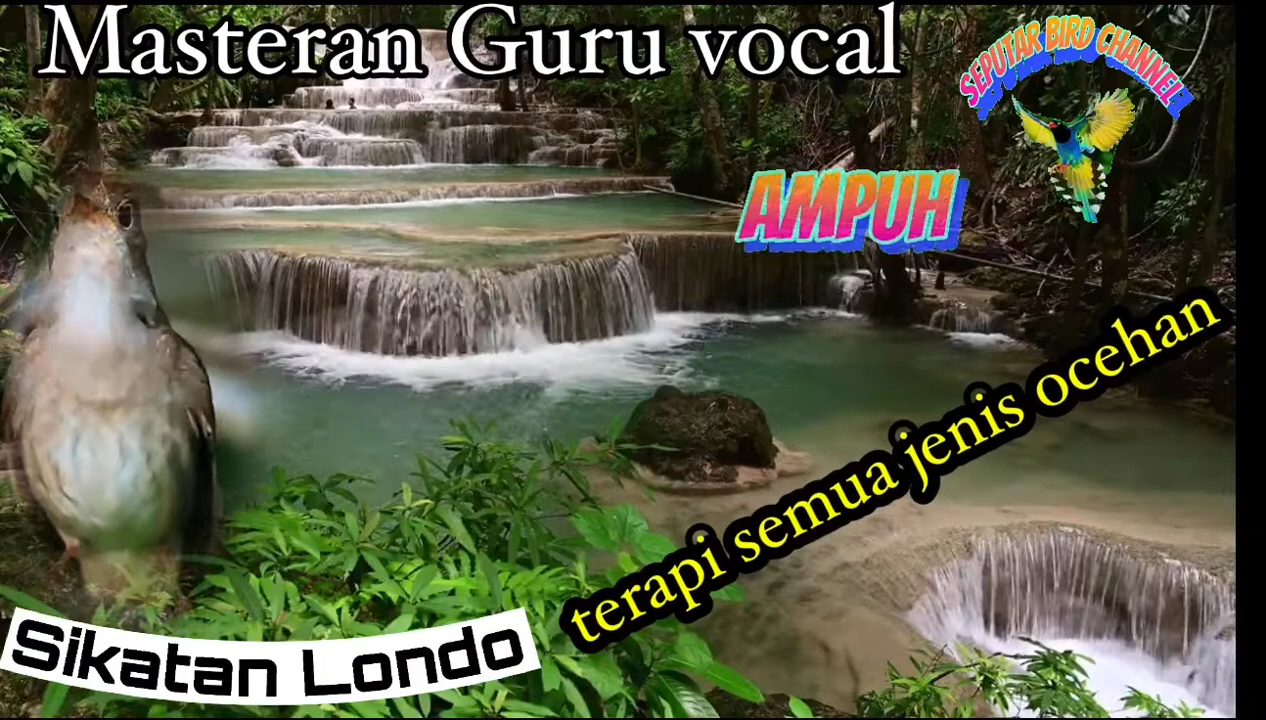 Masteran Guru vocal
SEPUTAR BIRD CHANNEL
AMPUH
terapi semua jenis ocehan
Sikatan Londo